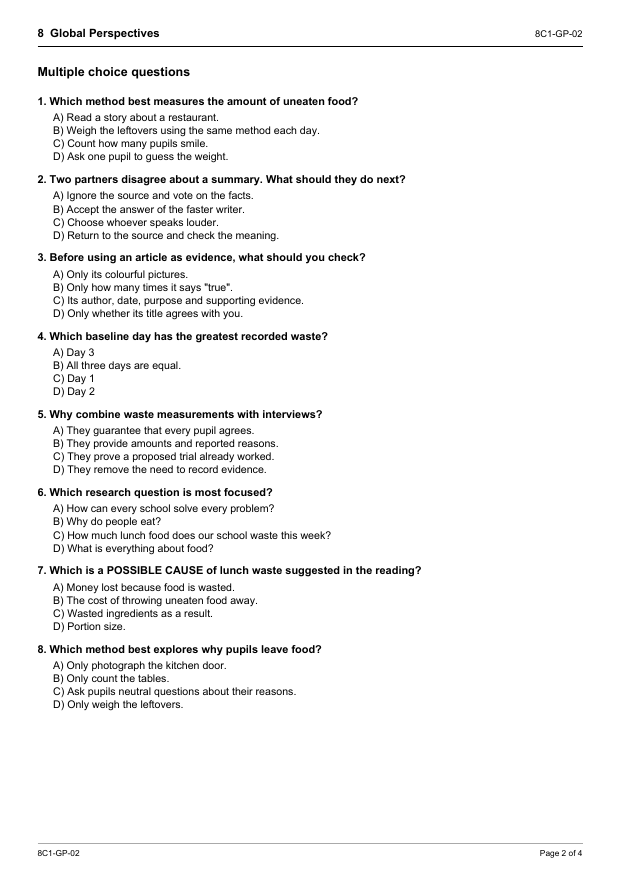 8 Global Perspectives
8C1-GP-02
Multiple choice questions
1. Which method best measures the amount of uneaten food?
A) Read a story about a restaurant.
B) Weigh the leftovers using the same method each day.
C) Count how many pupils smile.
D) Ask one pupil to guess the weight.
2. Two partners disagree about a summary. What should they do next?
A) Ignore the source and vote on the facts.
B) Accept the answer of the faster writer.
C) Choose whoever speaks louder.
D) Return to the source and check the meaning.
3. Before using an article as evidence, what should you check?
A) Only its colourful pictures.
B) Only how many times it says "true".
C) Its author, date, purpose and supporting evidence.
D) Only whether its title agrees with you.
4. Which baseline day has the greatest recorded waste?
A) Day 3
B) All three days are equal.
C) Day 1
D) Day 2
5. Why combine waste measurements with interviews?
A) They guarantee that every pupil agrees.
B) They provide amounts and reported reasons.
C) They prove a proposed trial already worked.
D) They remove the need to record evidence.
6. Which research question is most focused?
A) How can every school solve every problem?
B) Why do people eat?
C) How much lunch food does our school waste this week?
D) What is everything about food?
7. Which is a POSSIBLE CAUSE of lunch waste suggested in the reading?
A) Money lost because food is wasted.
B) The cost of throwing uneaten food away.
C) Wasted ingredients as a result.
D) Portion size.
8. Which method best explores why pupils leave food?
A) Only photograph the kitchen door.
B) Only count the tables.
C) Ask pupils neutral questions about their reasons.
D) Only weigh the leftovers.
8C1-GP-02
Page 2 of 4